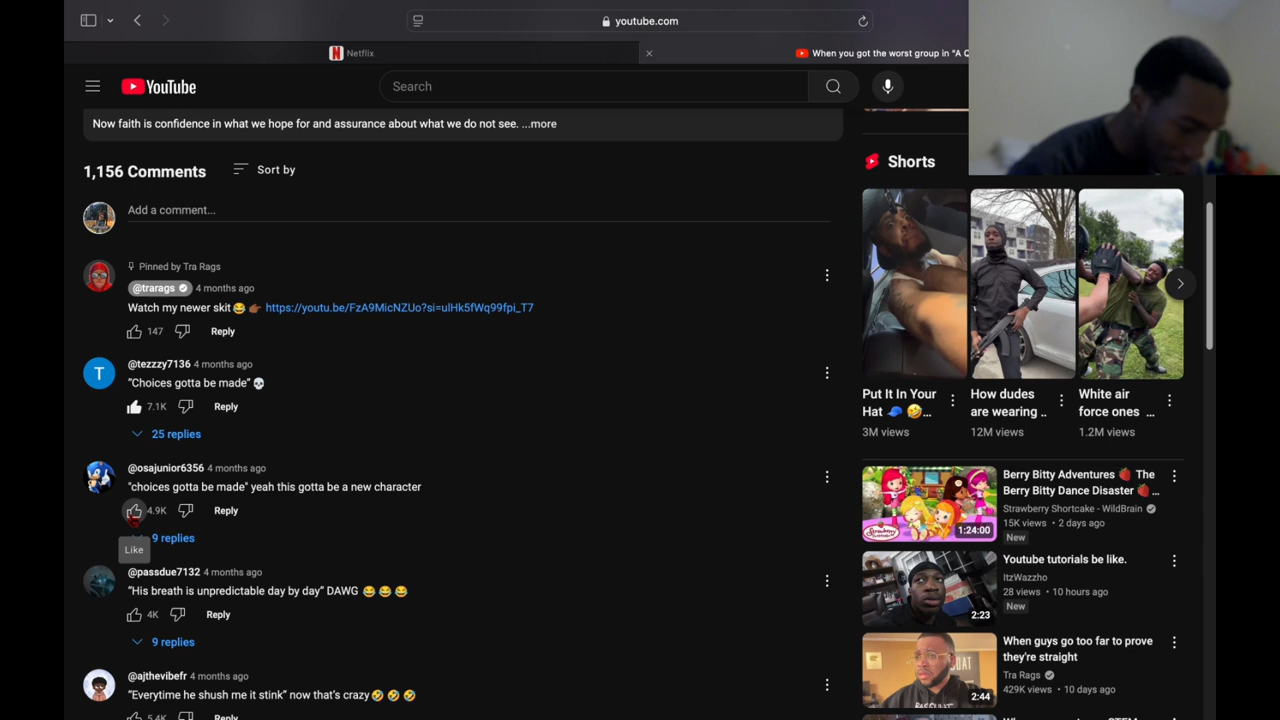 youtube.com
Netflix
When you got the worst group in "A Q
YouTube
Search
Now faith is confidence in what we hope for and assurance about what we do not see. ...more
1,156 Comments
Sort by
Add a comment...
Pinned by Tra Rags
@trarags 4 months ago
Watch my newer skit😂 👉🏾 https://youtu.be/FzA9MicNZUo?si=ulHk5fWq99fpi_T7
147 Reply
T
@tezzzy7136 4 months ago
“Choices gotta be made”💀
7.1K Reply
25 replies
@osajunior6356 4 months ago
"choices gotta be made" yeah this gotta be a new character
4.9K Reply
9 replies
Like
@passdue7132 4 months ago
“His breath is unpredictable day by day” DAWG 😂 😂 😂
4K Reply
9 replies
@ajthevibefr 4 months ago
“Everytime he shush me it stink” now that’s crazy🤣 🤣 🤣
5.4K Reply
Shorts
Put It In Your
Hat 🧢 🤣...
3M views
How dudes
are wearing ..
12M views
White air
force ones ...
1.2M views
Berry Bitty Adventures 🍓 The
Berry Bitty Dance Disaster 🍓...
Strawberry Shortcake - WildBrain
15K views • 2 days ago
New
1:24:00
Youtube tutorials be like.
ItzWazzho
28 views • 10 hours ago
New
2:23
When guys go too far to prove
they're straight
Tra Rags
429K views • 10 days ago
2:44